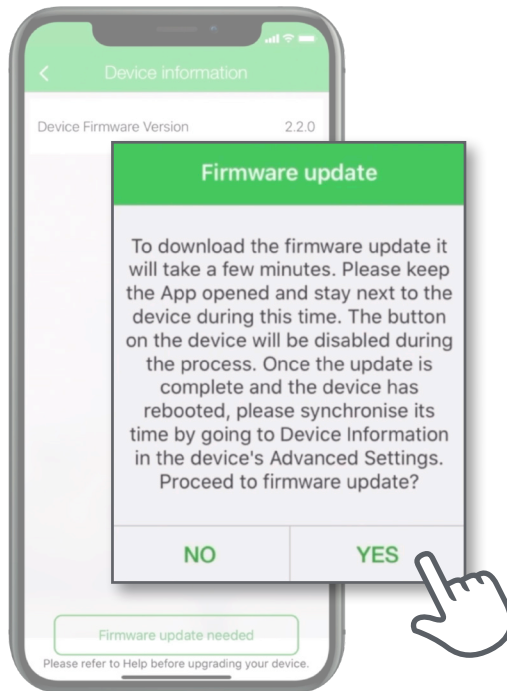 Device information
Device Firmware Version 2.2.0
Firmware update
To download the firmware update it
will take a few minutes. Please keep
the App opened and stay next to the
device during this time. The button
on the device will be disabled during
the process. Once the update is
complete and the device has
rebooted, please synchronise its
time by going to Device Information
in the device's Advanced Settings.
Proceed to firmware update?
NO YES
Firmware update needed
Please refer to Help before upgrading your device.